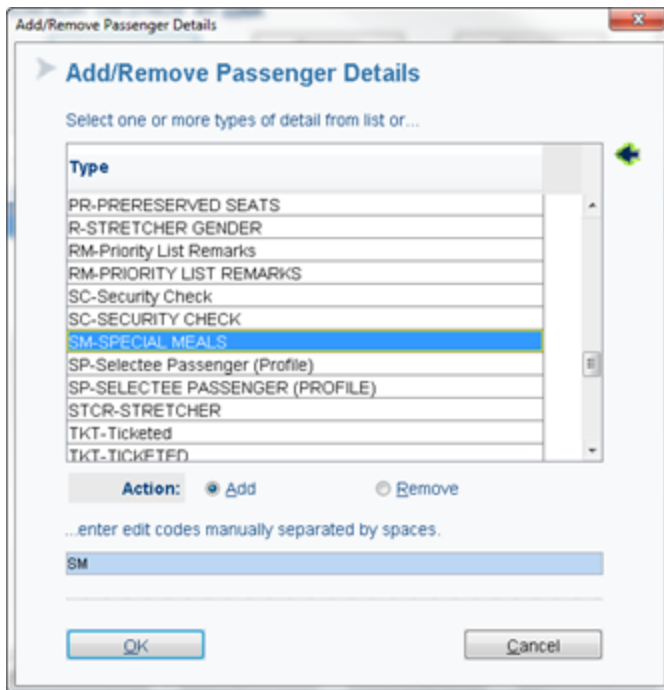 Add/Remove Passenger Details
Add/Remove Passenger Details
Select one or more types of detail from list or...
Type
PR-PRERESERVED SEATS
R-STRETCHER GENDER
RM-Priority List Remarks
RM-PRIORITY LIST REMARKS
SC-Security Check
SC-SECURITY CHECK
SM-SPECIAL MEALS
SP-Selectee Passenger (Profile)
SP-SELECTEE PASSENGER (PROFILE)
STCR-STRETCHER
TKT-Ticketed
TKT-TICKETED
Action: Add Remove
...enter edit codes manually separated by spaces.
SM
OK Cancel